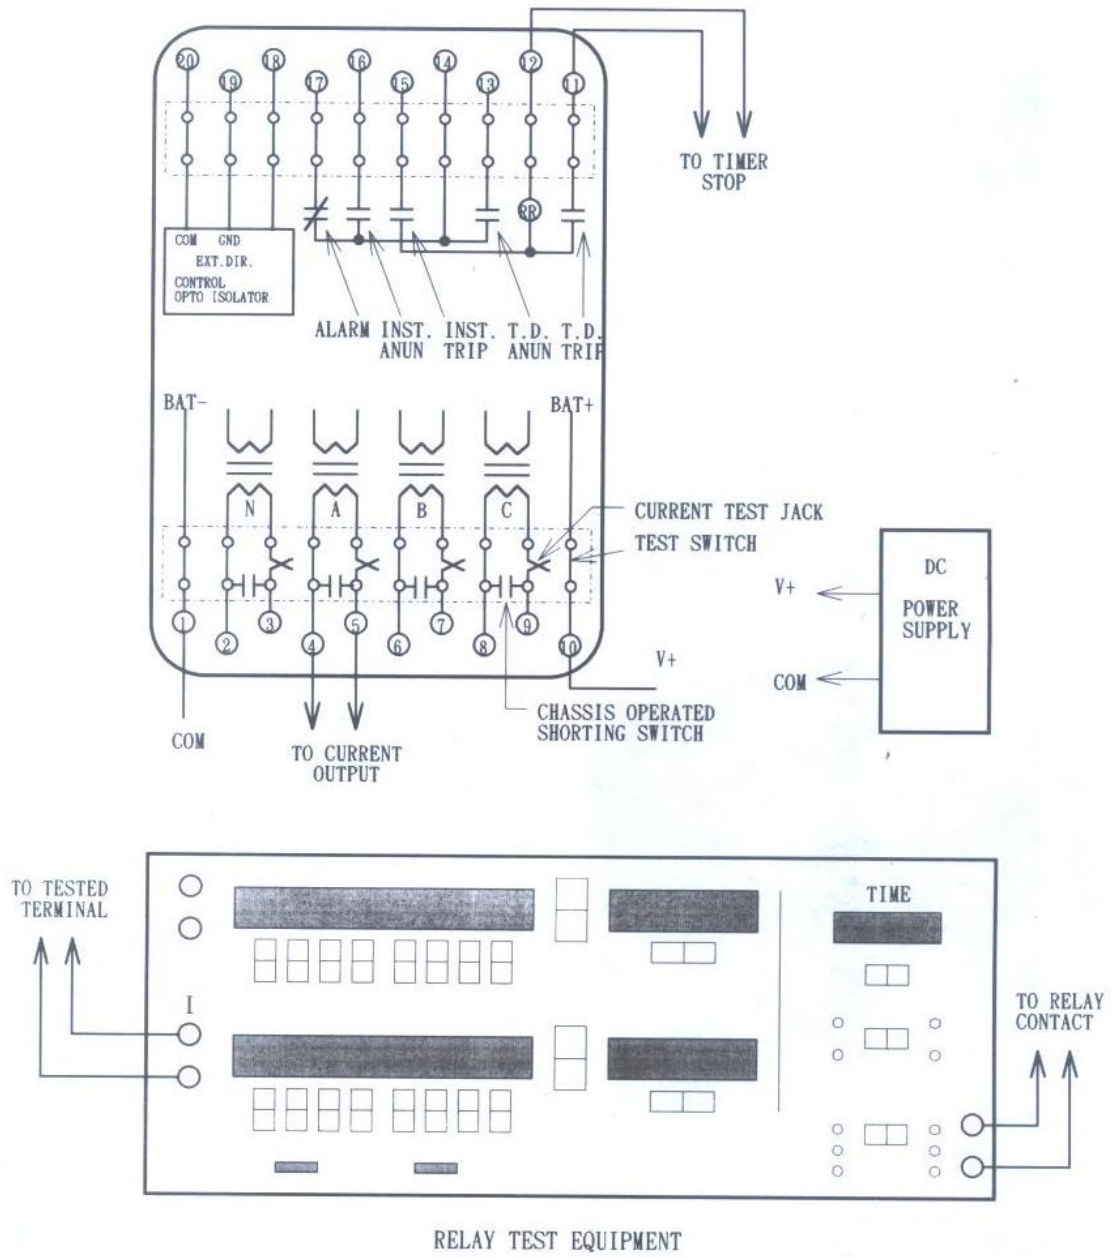 20 18 16 14 12
19 17 15 13 11
TO TIMER
STOP
RR
COM GND
EXT.DIR.
CONTROL
OPTO ISOLATOR
ALARM INST. INST. T.D. T.D.
ANUN TRIP ANUN TRIP
BAT- BAT+
N A B C
CURRENT TEST JACK
TEST SWITCH
DC
POWER
SUPPLY
V+
COM
1 3 5 7 9
2 4 6 8 10
V+
COM
CHASSIS OPERATED
SHORTING SWITCH
TO CURRENT
OUTPUT
TO TESTED
TERMINAL
TIME
I
TO RELAY
CONTACT
RELAY TEST EQUIPMENT